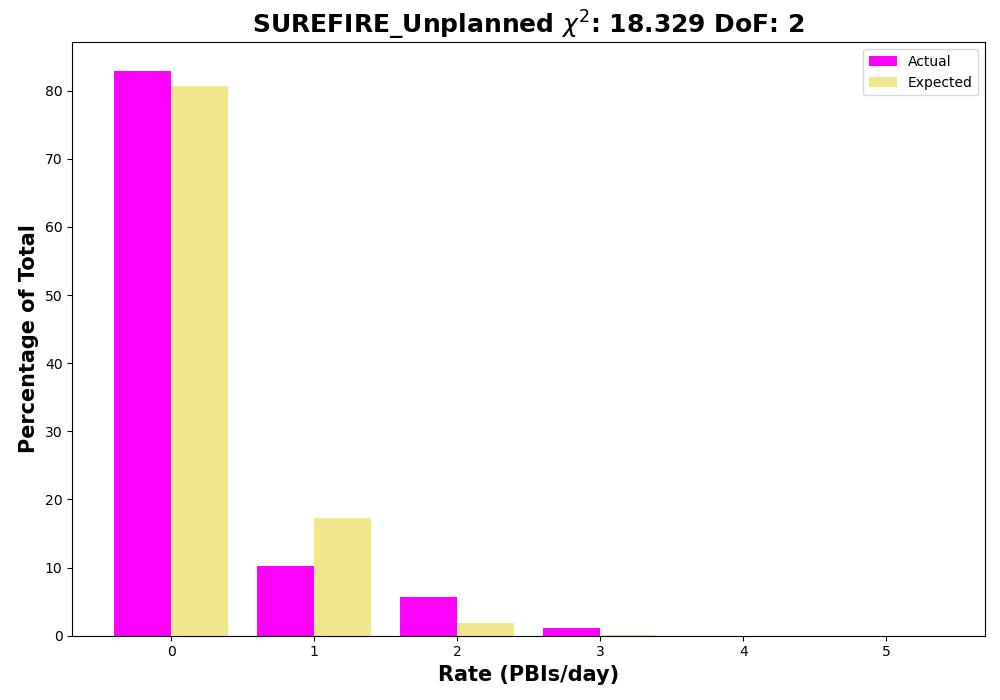 SUREFIRE_Unplanned χ²: 18.329 DoF: 2
Actual
Expected
80
70
60
50
40
30
20
10
0
Percentage of Total
0 1 2 3 4 5
Rate (PBIs/day)